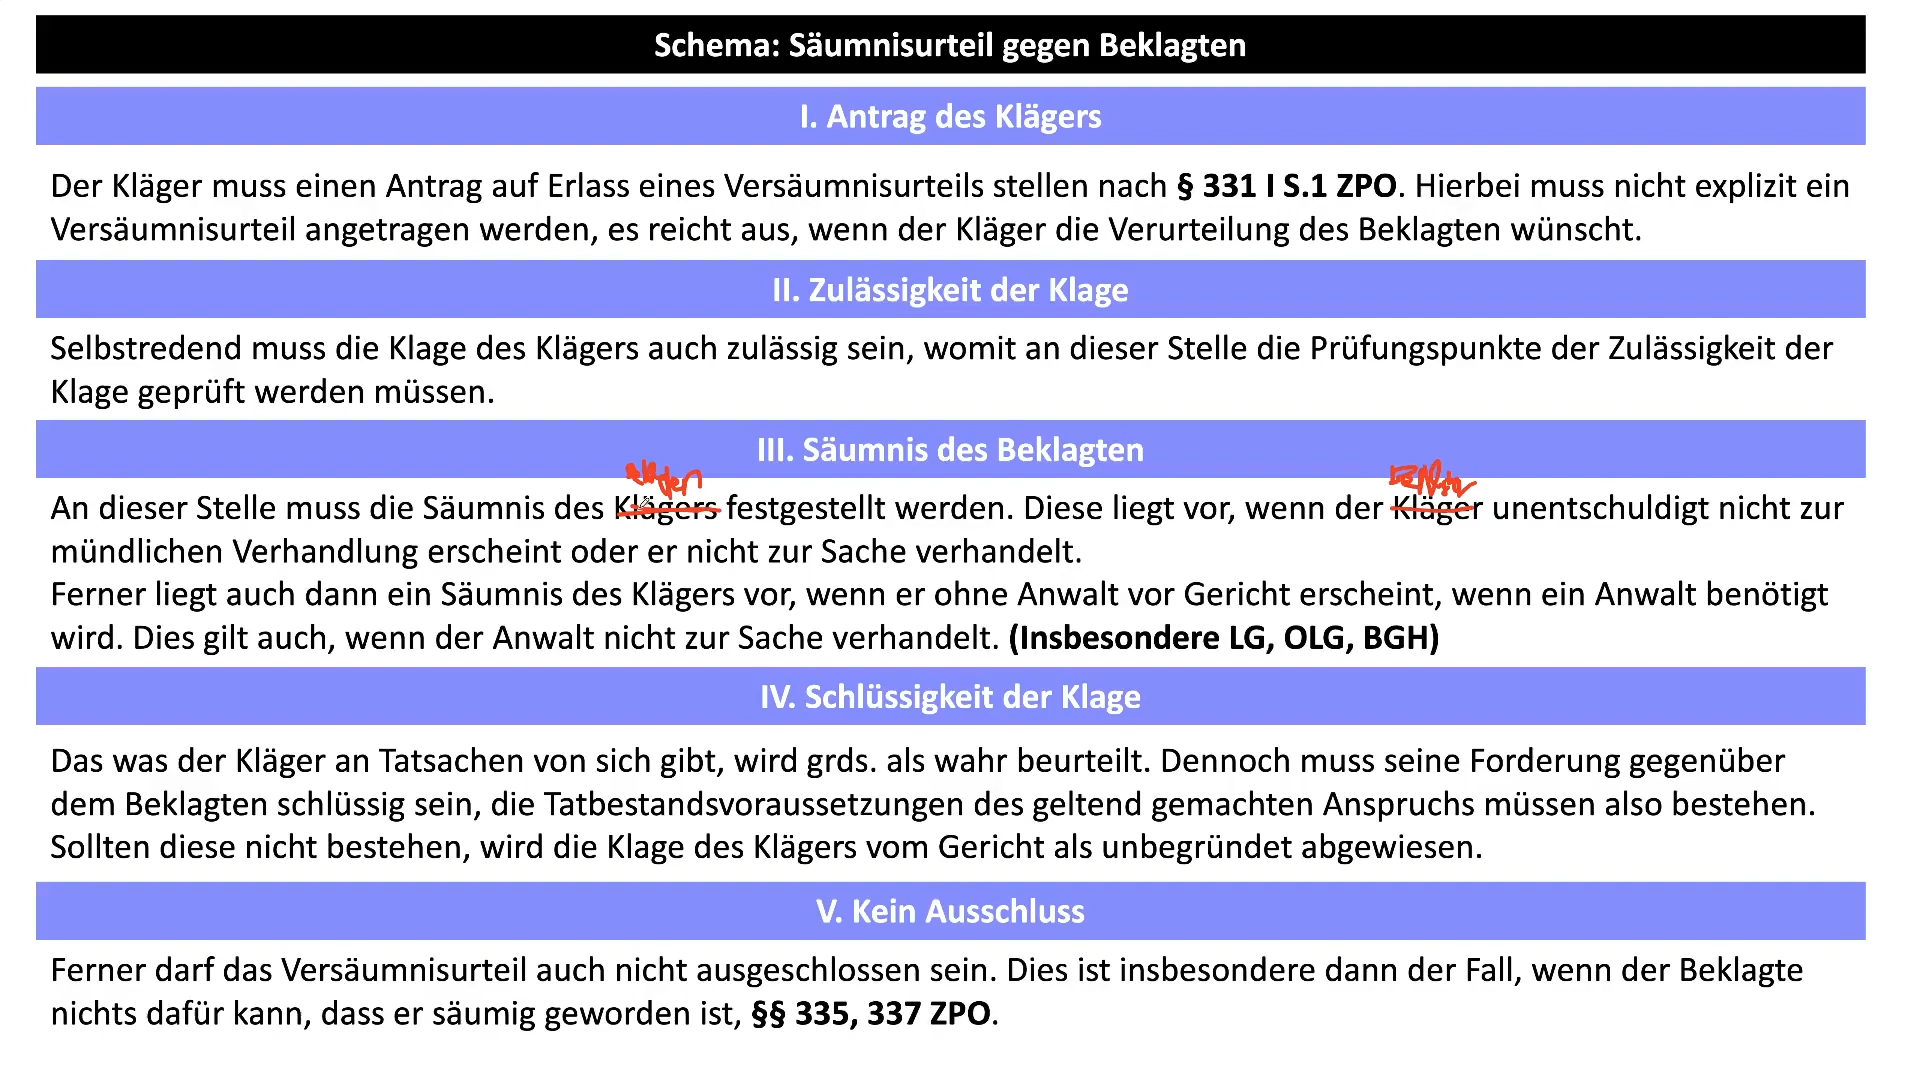 Schema: Säumnisurteil gegen Beklagten
I. Antrag des Klägers
Der Kläger muss einen Antrag auf Erlass eines Versäumnisurteils stellen nach § 331 I S.1 ZPO. Hierbei muss nicht explizit ein
Versäumnisurteil angetragen werden, es reicht aus, wenn der Kläger die Verurteilung des Beklagten wünscht.
II. Zulässigkeit der Klage
Selbstredend muss die Klage des Klägers auch zulässig sein, womit an dieser Stelle die Prüfungspunkte der Zulässigkeit der
Klage geprüft werden müssen.
III. Säumnis des Beklagten
An dieser Stelle muss die Säumnis des Klägers festgestellt werden. Diese liegt vor, wenn der Kläger unentschuldigt nicht zur
mündlichen Verhandlung erscheint oder er nicht zur Sache verhandelt.
Ferner liegt auch dann ein Säumnis des Klägers vor, wenn er ohne Anwalt vor Gericht erscheint, wenn ein Anwalt benötigt
wird. Dies gilt auch, wenn der Anwalt nicht zur Sache verhandelt. (Insbesondere LG, OLG, BGH)
IV. Schlüssigkeit der Klage
Das was der Kläger an Tatsachen von sich gibt, wird grds. als wahr beurteilt. Dennoch muss seine Forderung gegenüber
dem Beklagten schlüssig sein, die Tatbestandsvoraussetzungen des geltend gemachten Anspruchs müssen also bestehen.
Sollten diese nicht bestehen, wird die Klage des Klägers vom Gericht als unbegründet abgewiesen.
V. Kein Ausschluss
Ferner darf das Versäumnisurteil auch nicht ausgeschlossen sein. Dies ist insbesondere dann der Fall, wenn der Beklagte
nichts dafür kann, dass er säumig geworden ist, §§ 335, 337 ZPO.